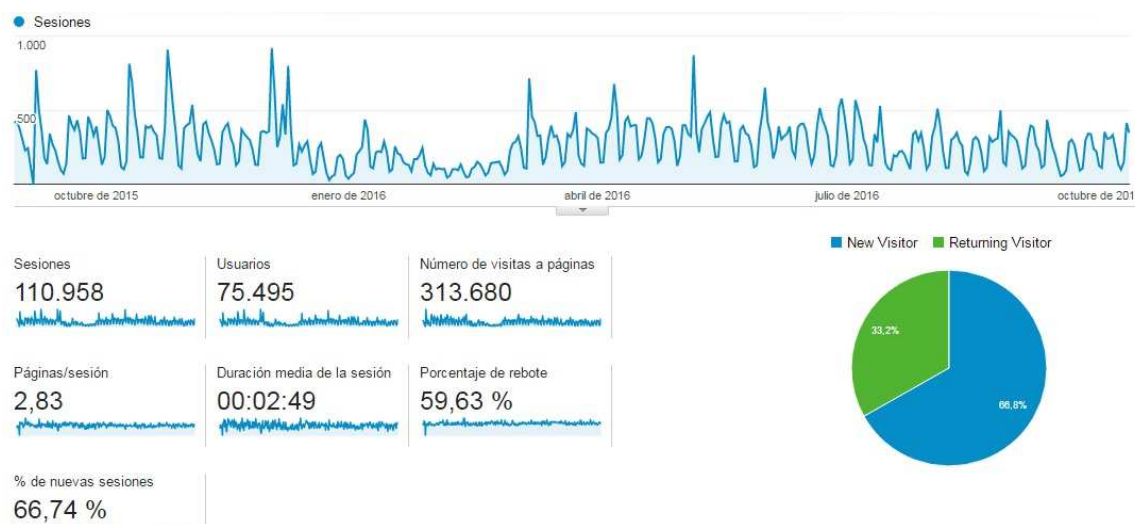 Sesiones
1.000
500
octubre de 2015
enero de 2016
abril de 2016
julio de 2016
octubre de 201
New Visitor
Returning Visitor
Sesiones
110.958
Usuarios
75.495
Número de visitas a páginas
313.680
Páginas/sesión
2,83
Duración media de la sesión
00:02:49
Porcentaje de rebote
59,63 %
33,2%
66,8%
% de nuevas sesiones
66,74 %